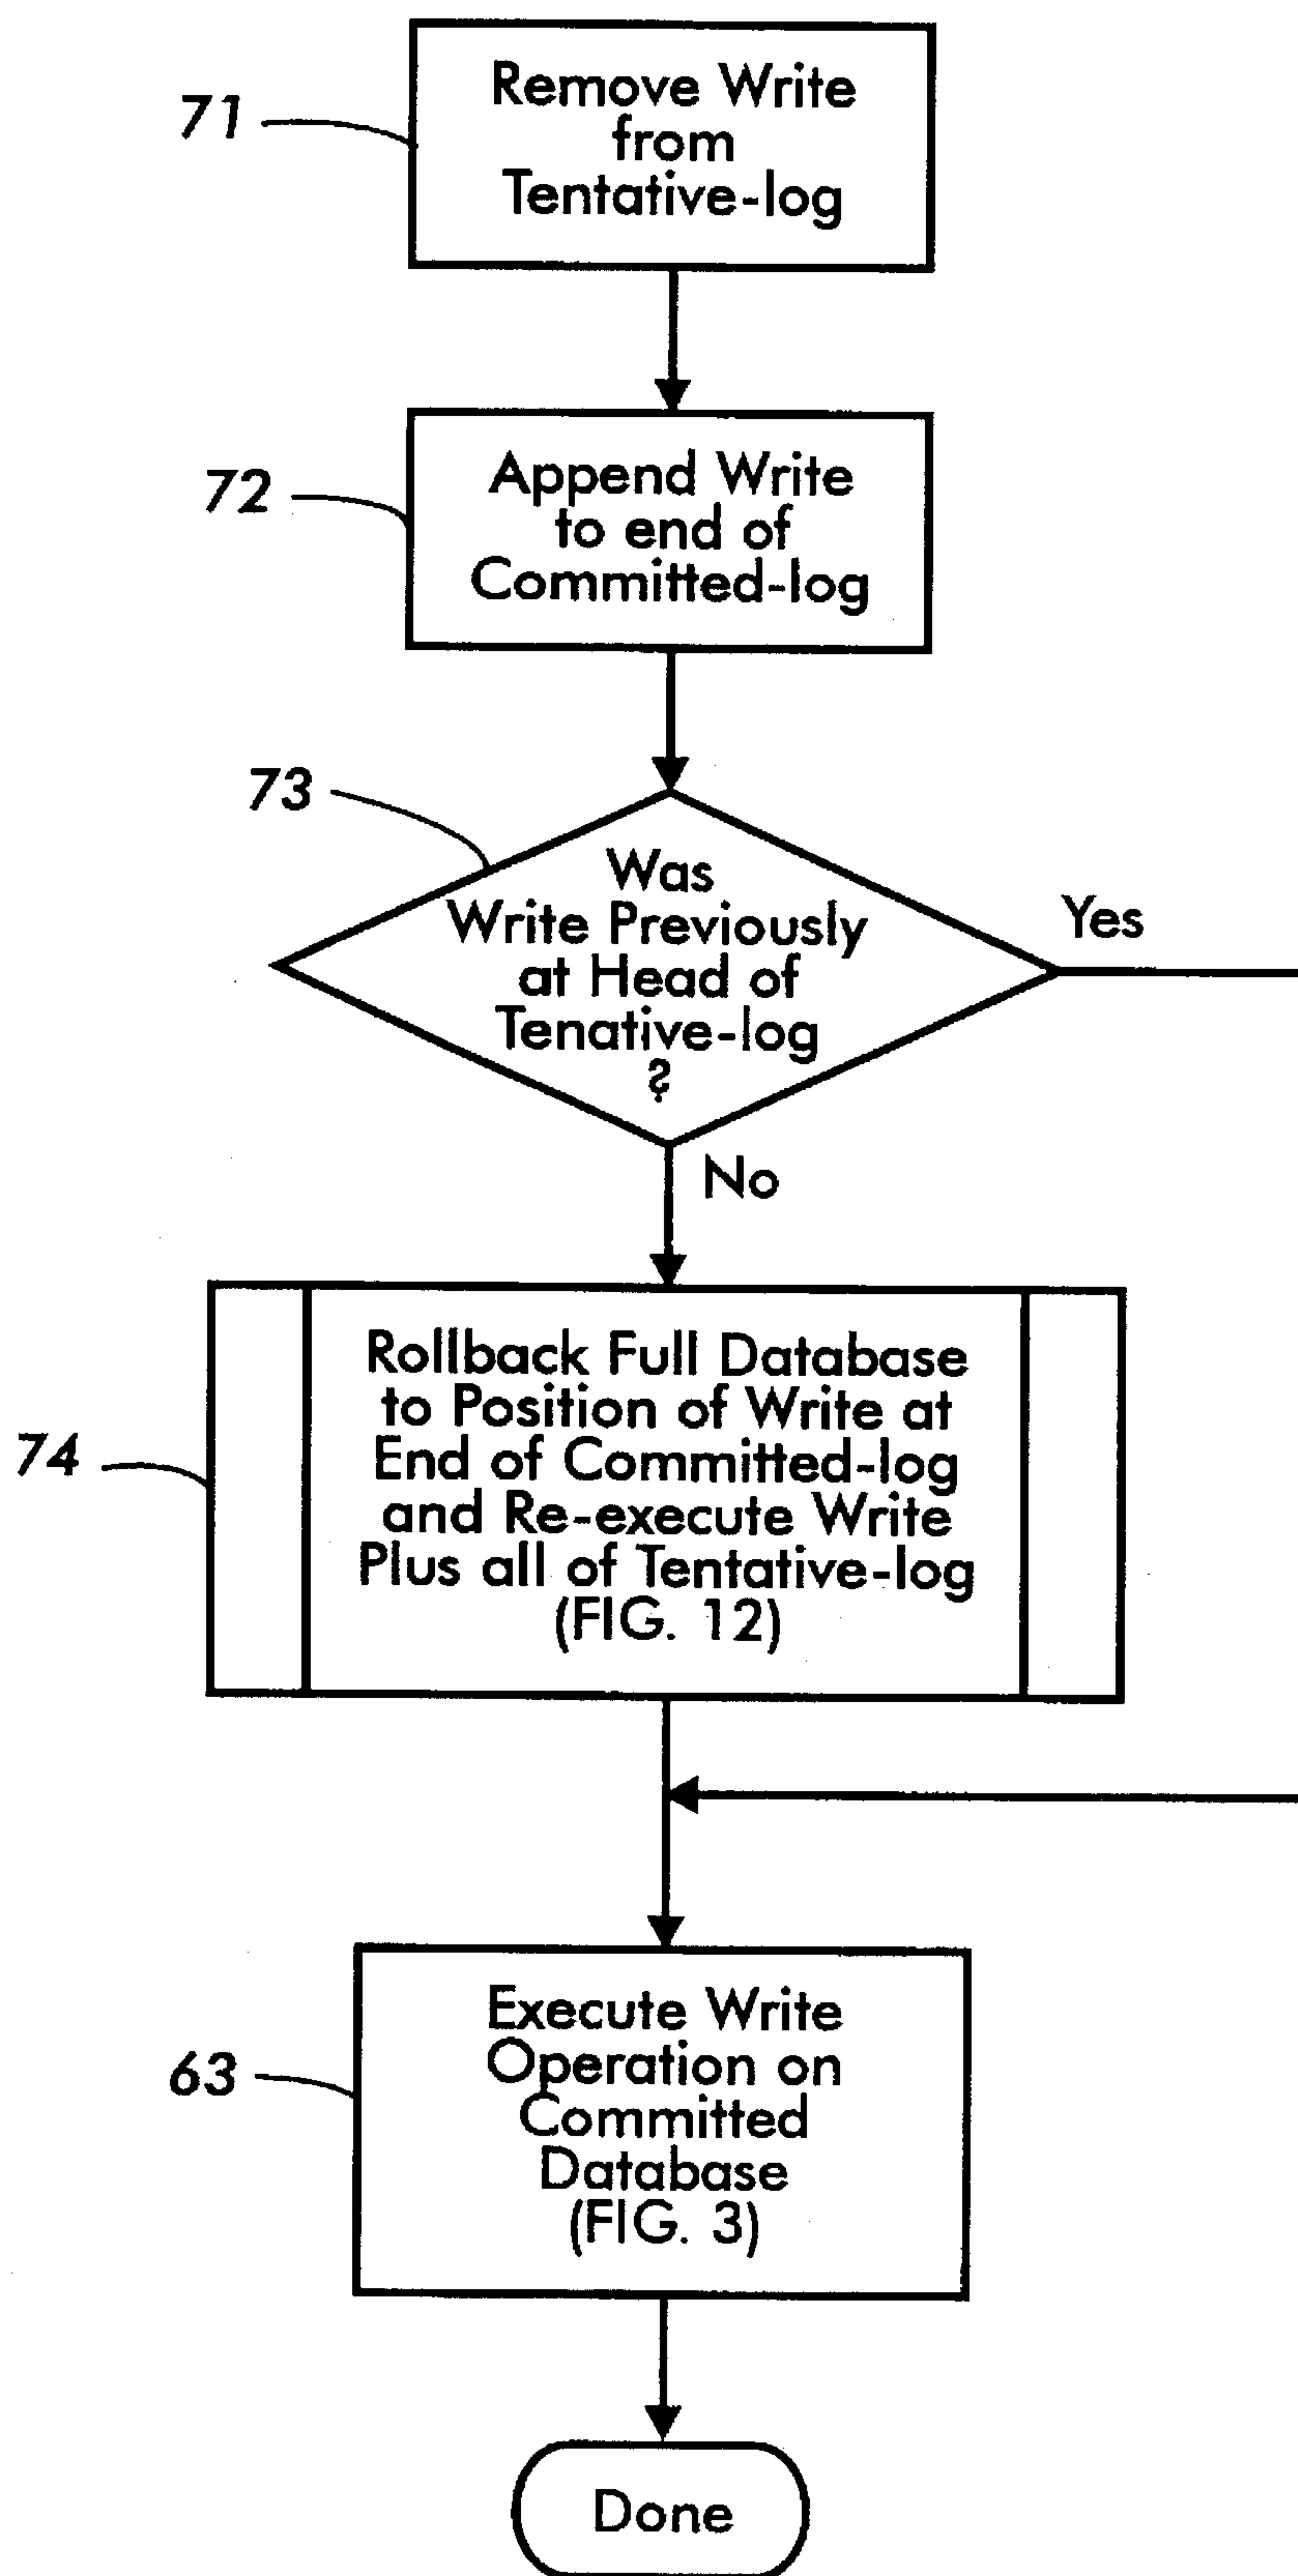 71
Remove Write
from
Tentative-log
72
Append Write
to end of
Committed-log
73
Was
Write Previously
at Head of
Tenative-log
?
Yes
No
74
Rollback Full Database
to Position of Write at
End of Committed-log
and Re-execute Write
Plus all of Tentative-log
(FIG. 12)
63
Execute Write
Operation on
Committed
Database
(FIG. 3)
Done